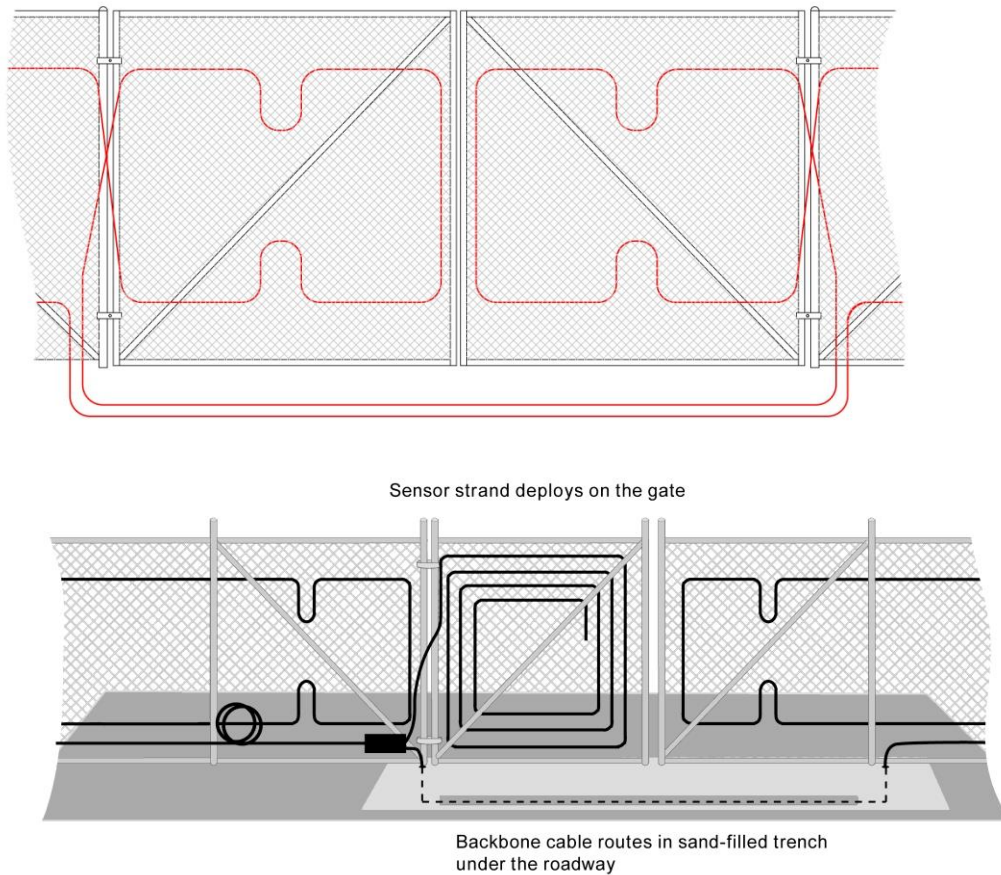 Sensor strand deploys on the gate
Backbone cable routes in sand-filled trench
under the roadway